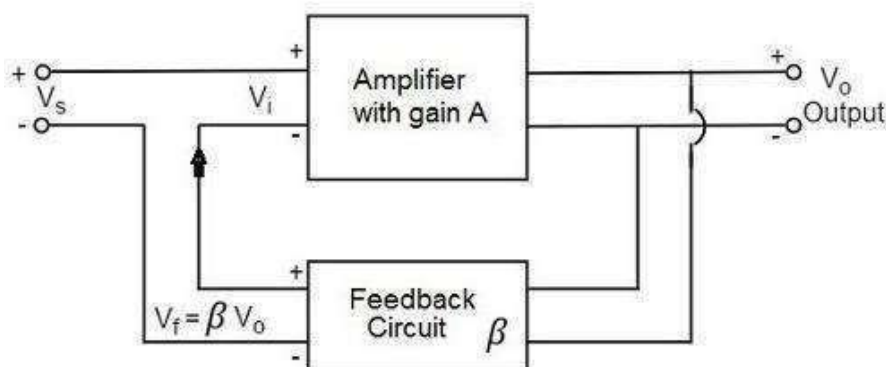 +
+
+
Amplifier
with gain A
V_s
V_i
V_o
-
-
-
Output
+
Feedback
Circuit
β
V_f = β V_o
-